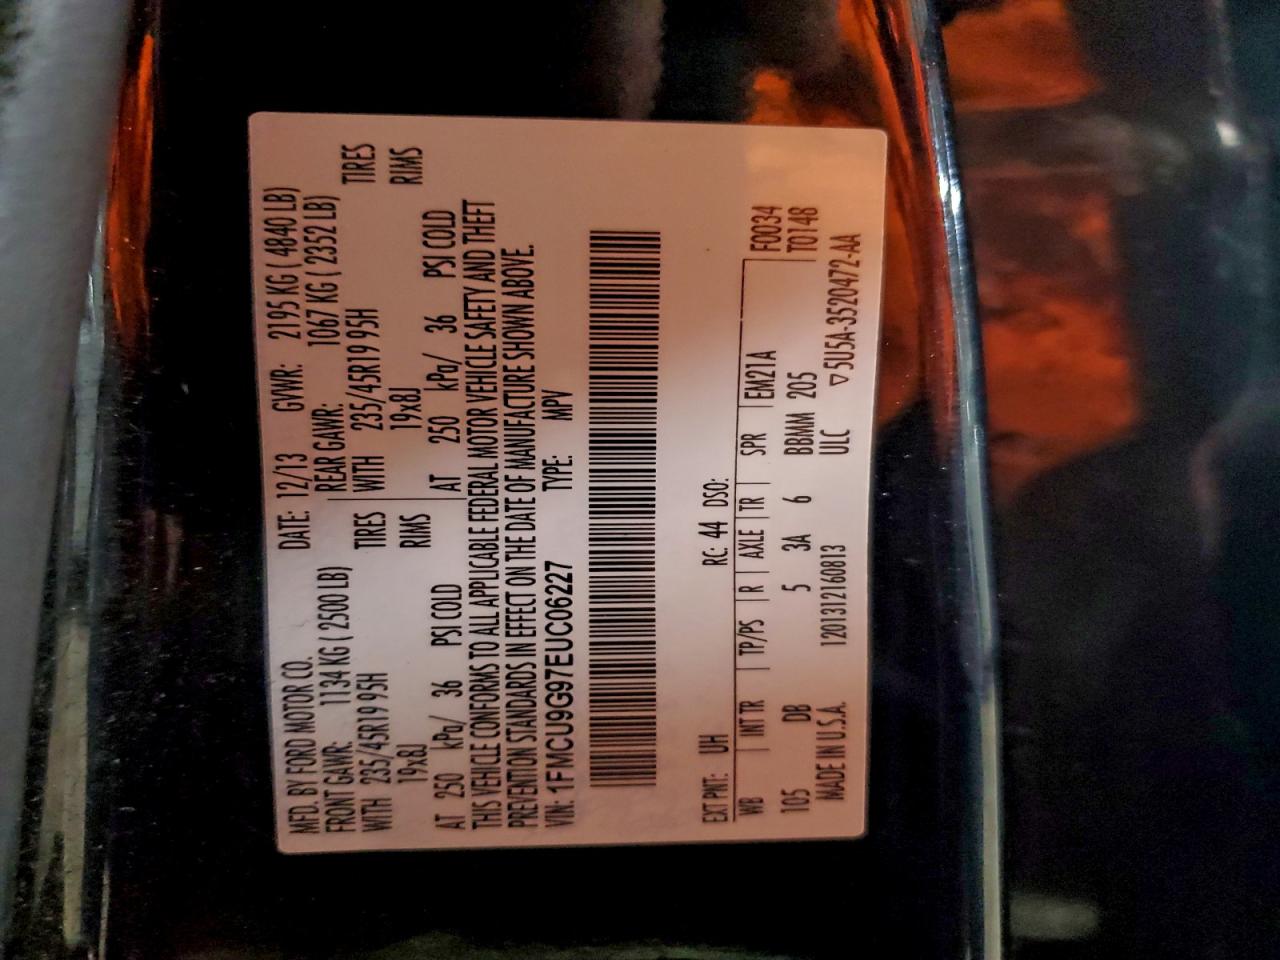 MFD. BY FORD MOTOR CO. DATE: 12/13 GVWR: 2195 KG ( 4840 LB)
FRONT GAWR: 1134 KG ( 2500 LB) REAR GAWR: 1067 KG ( 2352 LB)
WITH 235/45R19 95H TIRES WITH 235/45R19 95H TIRES
19x8J RIMS 19x8J RIMS
AT 250 kPa/ 36 PSI COLD AT 250 kPa/ 36 PSI COLD
THIS VEHICLE CONFORMS TO ALL APPLICABLE FEDERAL MOTOR VEHICLE SAFETY AND THEFT
PREVENTION STANDARDS IN EFFECT ON THE DATE OF MANUFACTURE SHOWN ABOVE.
VIN: 1FMCU9G97EUC06227 TYPE: MPV
EXT PNT: UH RC: 44 DSO:
WB INT TR TP/PS R AXLE TR SPR EM21A F0034
105 DB 5 3A 6 BBMM 205 T0148
MADE IN U.S.A. 1201312160813 ULC ▽5U5A-3520472-AA